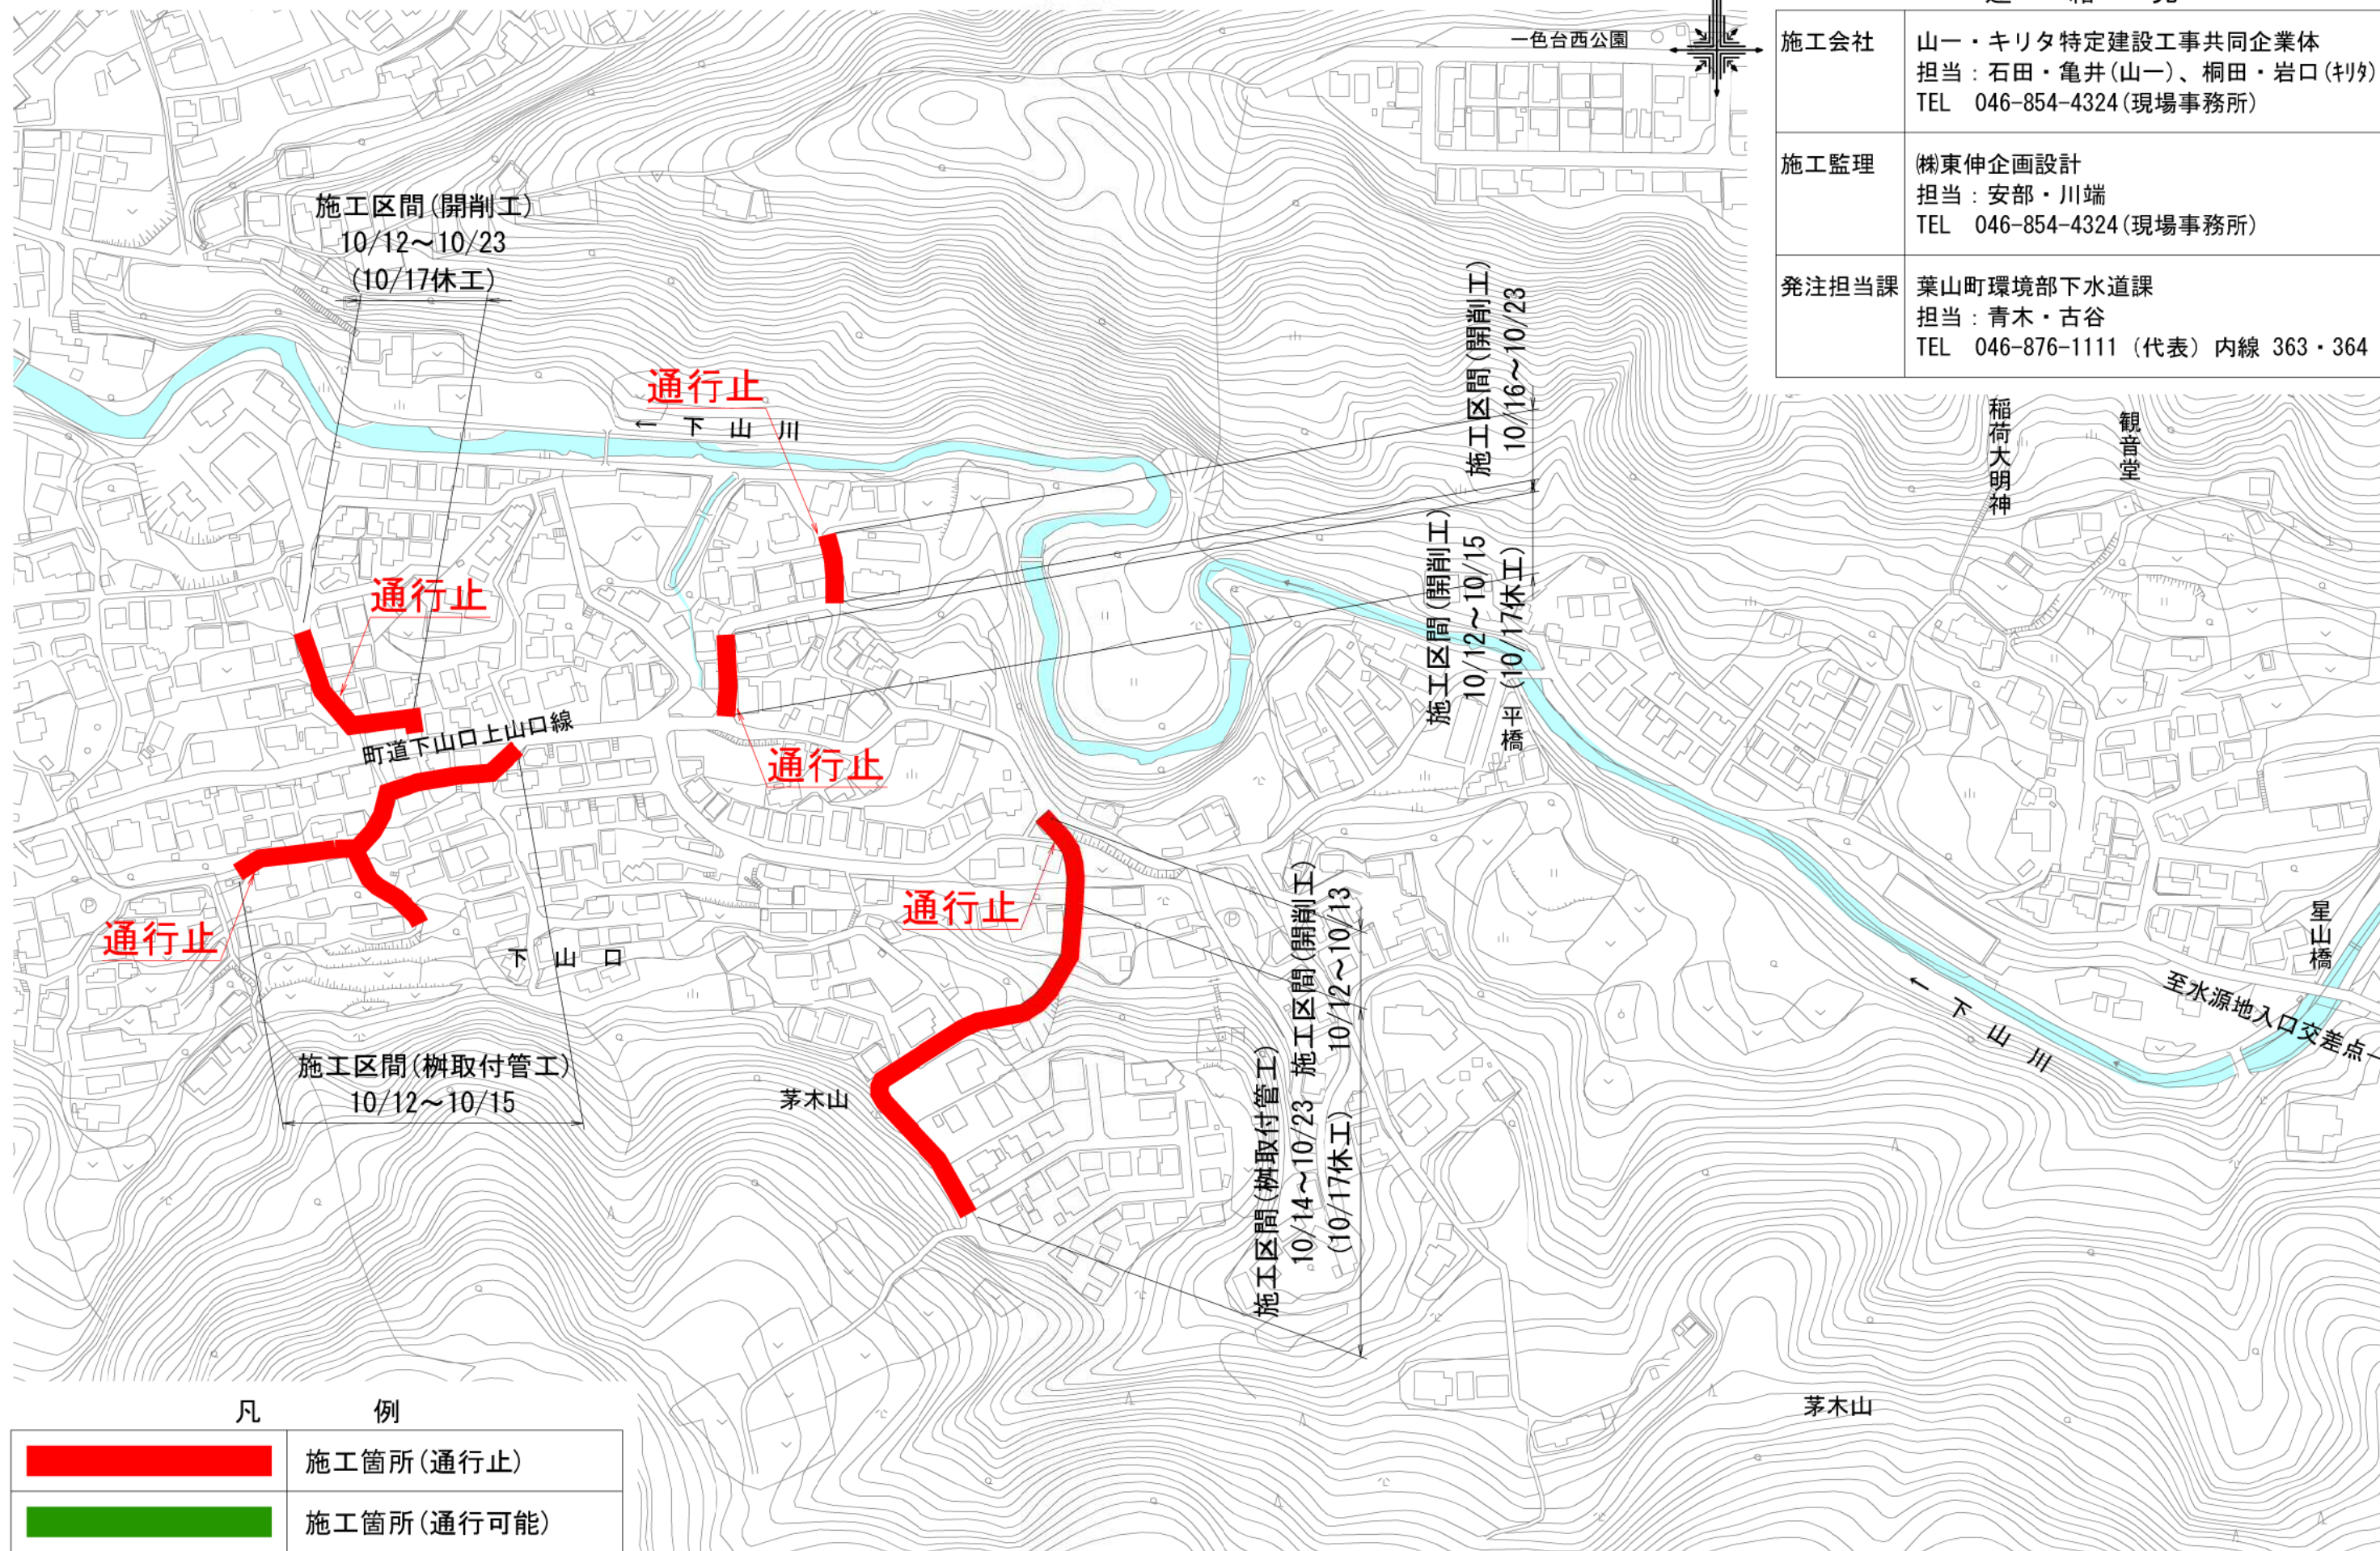 一色台西公園
施工会社
山一・キリタ特定建設工事共同企業体
担当：石田・亀井(山一)、桐田・岩口(ｷﾘﾀ)
TEL 046-854-4324(現場事務所)
施工監理
㈱東伸企画設計
担当：安部・川端
TEL 046-854-4324(現場事務所)
発注担当課
葉山町環境部下水道課
担当：青木・古谷
TEL 046-876-1111（代表）内線 363・364
施工区間(開削工)
10/12～10/23
(10/17休工)
通行止
← 下 山 川
施工区間(開削工)
10/16～10/23
稲荷大明神
観音堂
施工区間(開削工)
10/12～10/15
(10/17休工)
通行止
平橋
町道下山口上山口線
通行止
通行止
通行止
下 山 口
施工区間(開削工)
10/12～10/13
星山橋
至水源地入口交差点→
← 下 山 川
施工区間(桝取付管工)
10/12～10/15
茅木山
施工区間(桝取付管工)
10/14～10/23
(10/17休工)
茅木山
凡 例
施工箇所(通行止)
施工箇所(通行可能)
Ⓟ
Ⓟ